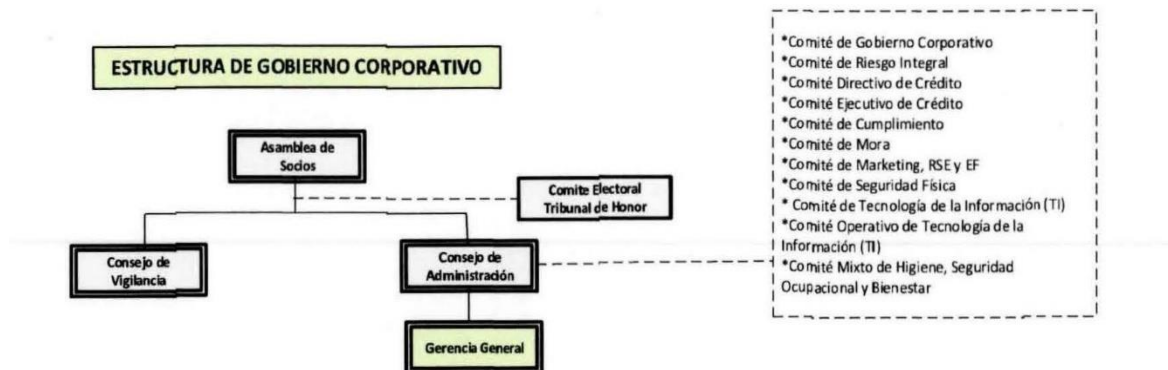 ESTRUCTURA DE GOBIERNO CORPORATIVO
Asamblea de
Socios
Comite Electoral
Tribunal de Honor
Consejo de
Vigilancia
Consejo de
Administración
Gerencia General
*Comité de Gobierno Corporativo
*Comité de Riesgo Integral
*Comité Directivo de Crédito
*Comité Ejecutivo de Crédito
*Comité de Cumplimiento
*Comité de Mora
*Comité de Marketing, RSE y EF
*Comité de Seguridad Física
* Comité de Tecnología de la Información (TI)
*Comité Operativo de Tecnología de la
Información (TI)
*Comité Mixto de Higiene, Seguridad
Ocupacional y Bienestar